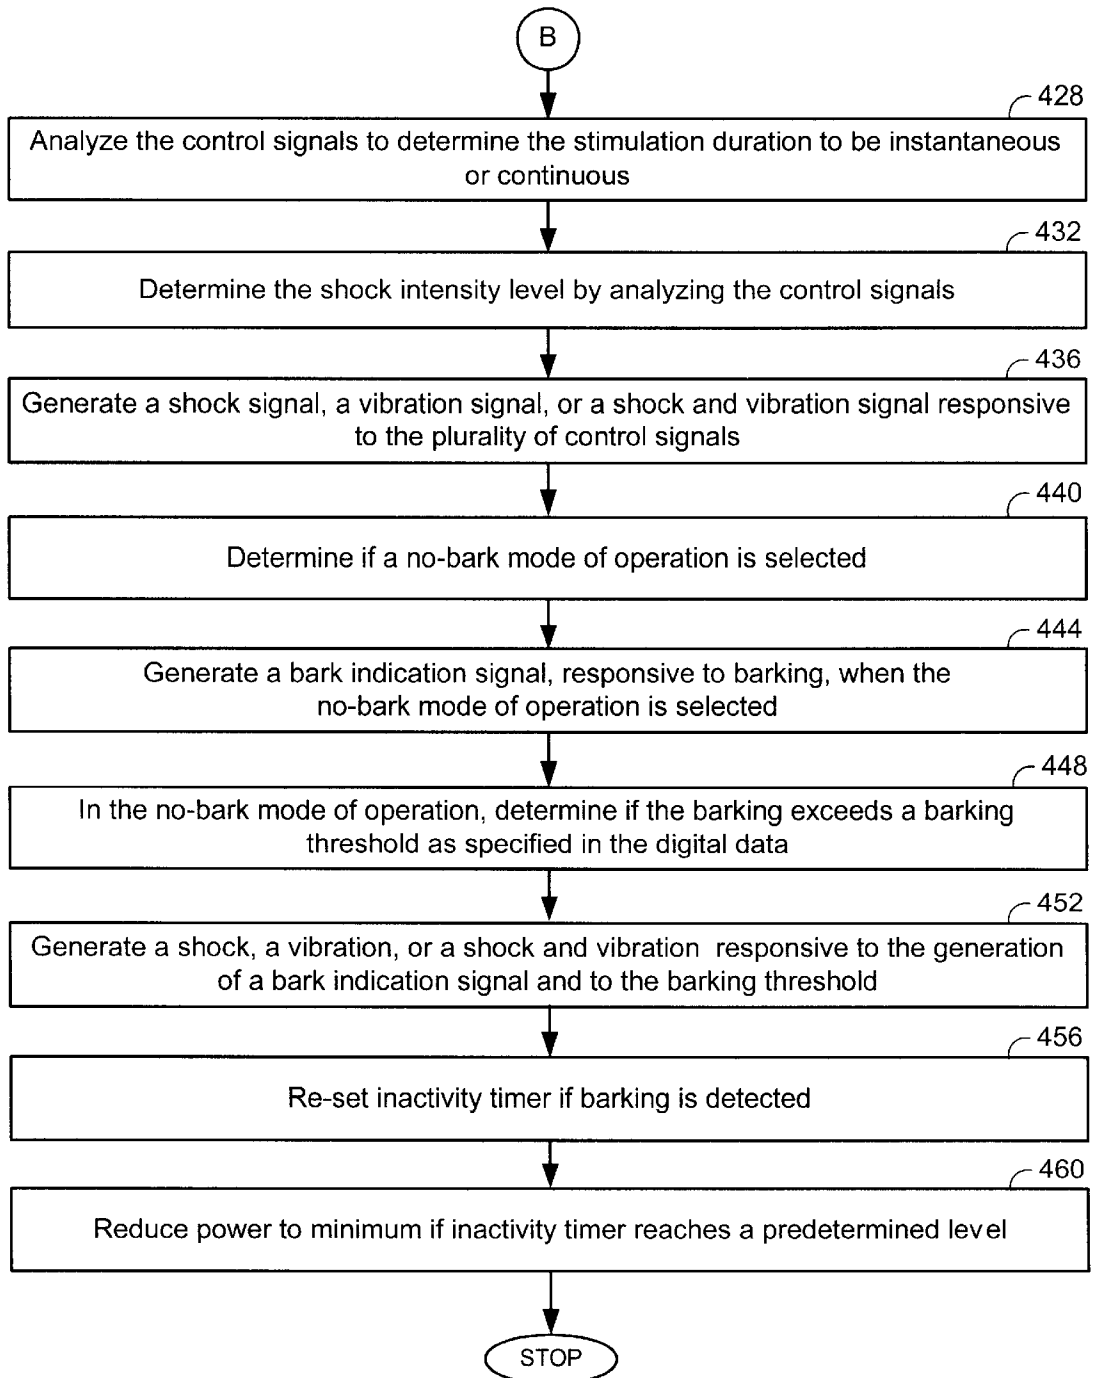 B
428
Analyze the control signals to determine the stimulation duration to be instantaneous
or continuous
432
Determine the shock intensity level by analyzing the control signals
436
Generate a shock signal, a vibration signal, or a shock and vibration signal responsive
to the plurality of control signals
440
Determine if a no-bark mode of operation is selected
444
Generate a bark indication signal, responsive to barking, when the
no-bark mode of operation is selected
448
In the no-bark mode of operation, determine if the barking exceeds a barking
threshold as specified in the digital data
452
Generate a shock, a vibration, or a shock and vibration responsive to the generation
of a bark indication signal and to the barking threshold
456
Re-set inactivity timer if barking is detected
460
Reduce power to minimum if inactivity timer reaches a predetermined level
STOP